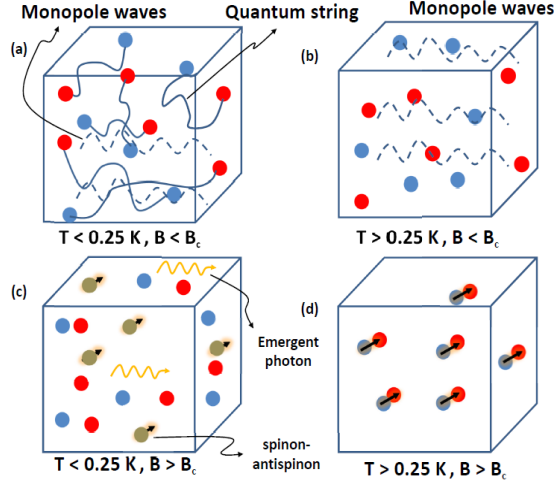 Monopole waves
Quantum string
Monopole waves
(a)
(b)
T < 0.25 K , B < Bc
T > 0.25 K , B < Bc
(c)
(d)
Emergent
photon
spinon-
antispinon
T < 0.25 K, B > Bc
T > 0.25 K, B > Bc